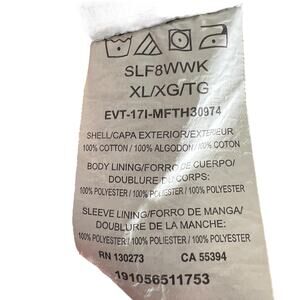 SLF8WWK
XL/XG/TG
EVT-17I-MFTH30974
SHELL/CAPA EXTERIOR/EXTERIEUR
100% COTTON / 100% ALGODON / 100% COTON
BODY LINING/FORRO DE CUERPO/
DOUBLURE DU CORPS:
100% POLYESTER / 100% POLIESTER / 100% POLYESTER
SLEEVE LINING/FORRO DE MANGA/
DOUBLURE DE LA MANCHE:
100% POLYESTER / 100% POLIESTER / 100% POLYESTER
RN 130273 CA 55394
191056511753